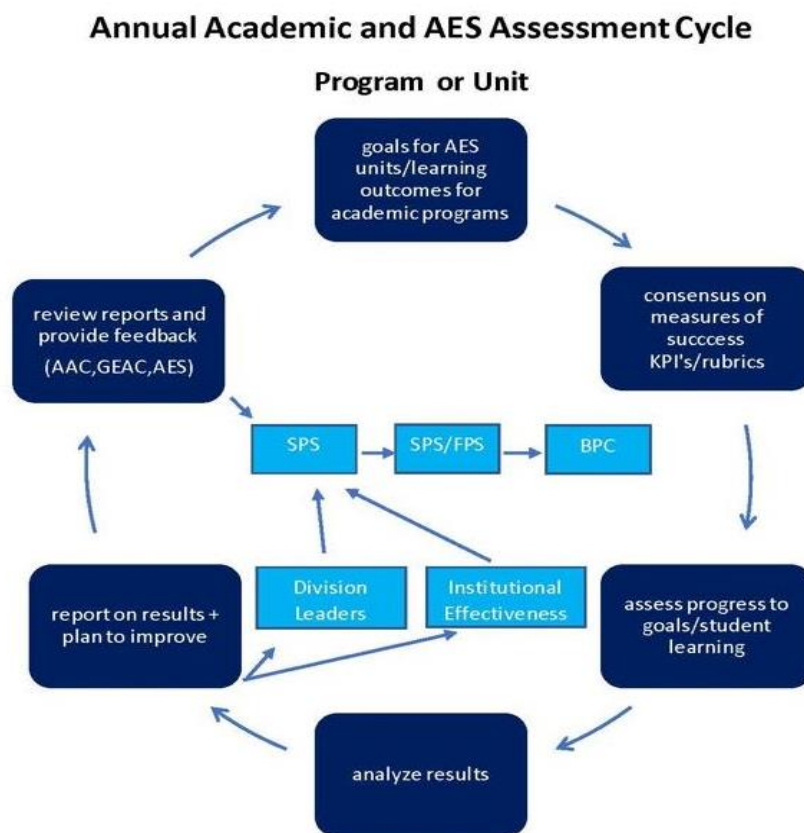 Annual Academic and AES Assessment Cycle
Program or Unit
goals for AES
units/learning
outcomes for
academic programs
review reports and
provide feedback
(AAC,GEAC,AES)
consensus on
measures of
succcess
KPI's/rubrics
SPS
SPS/FPS
BPC
report on results +
plan to improve
Division
Leaders
Institutional
Effectiveness
assess progress to
goals/student
learning
analyze results